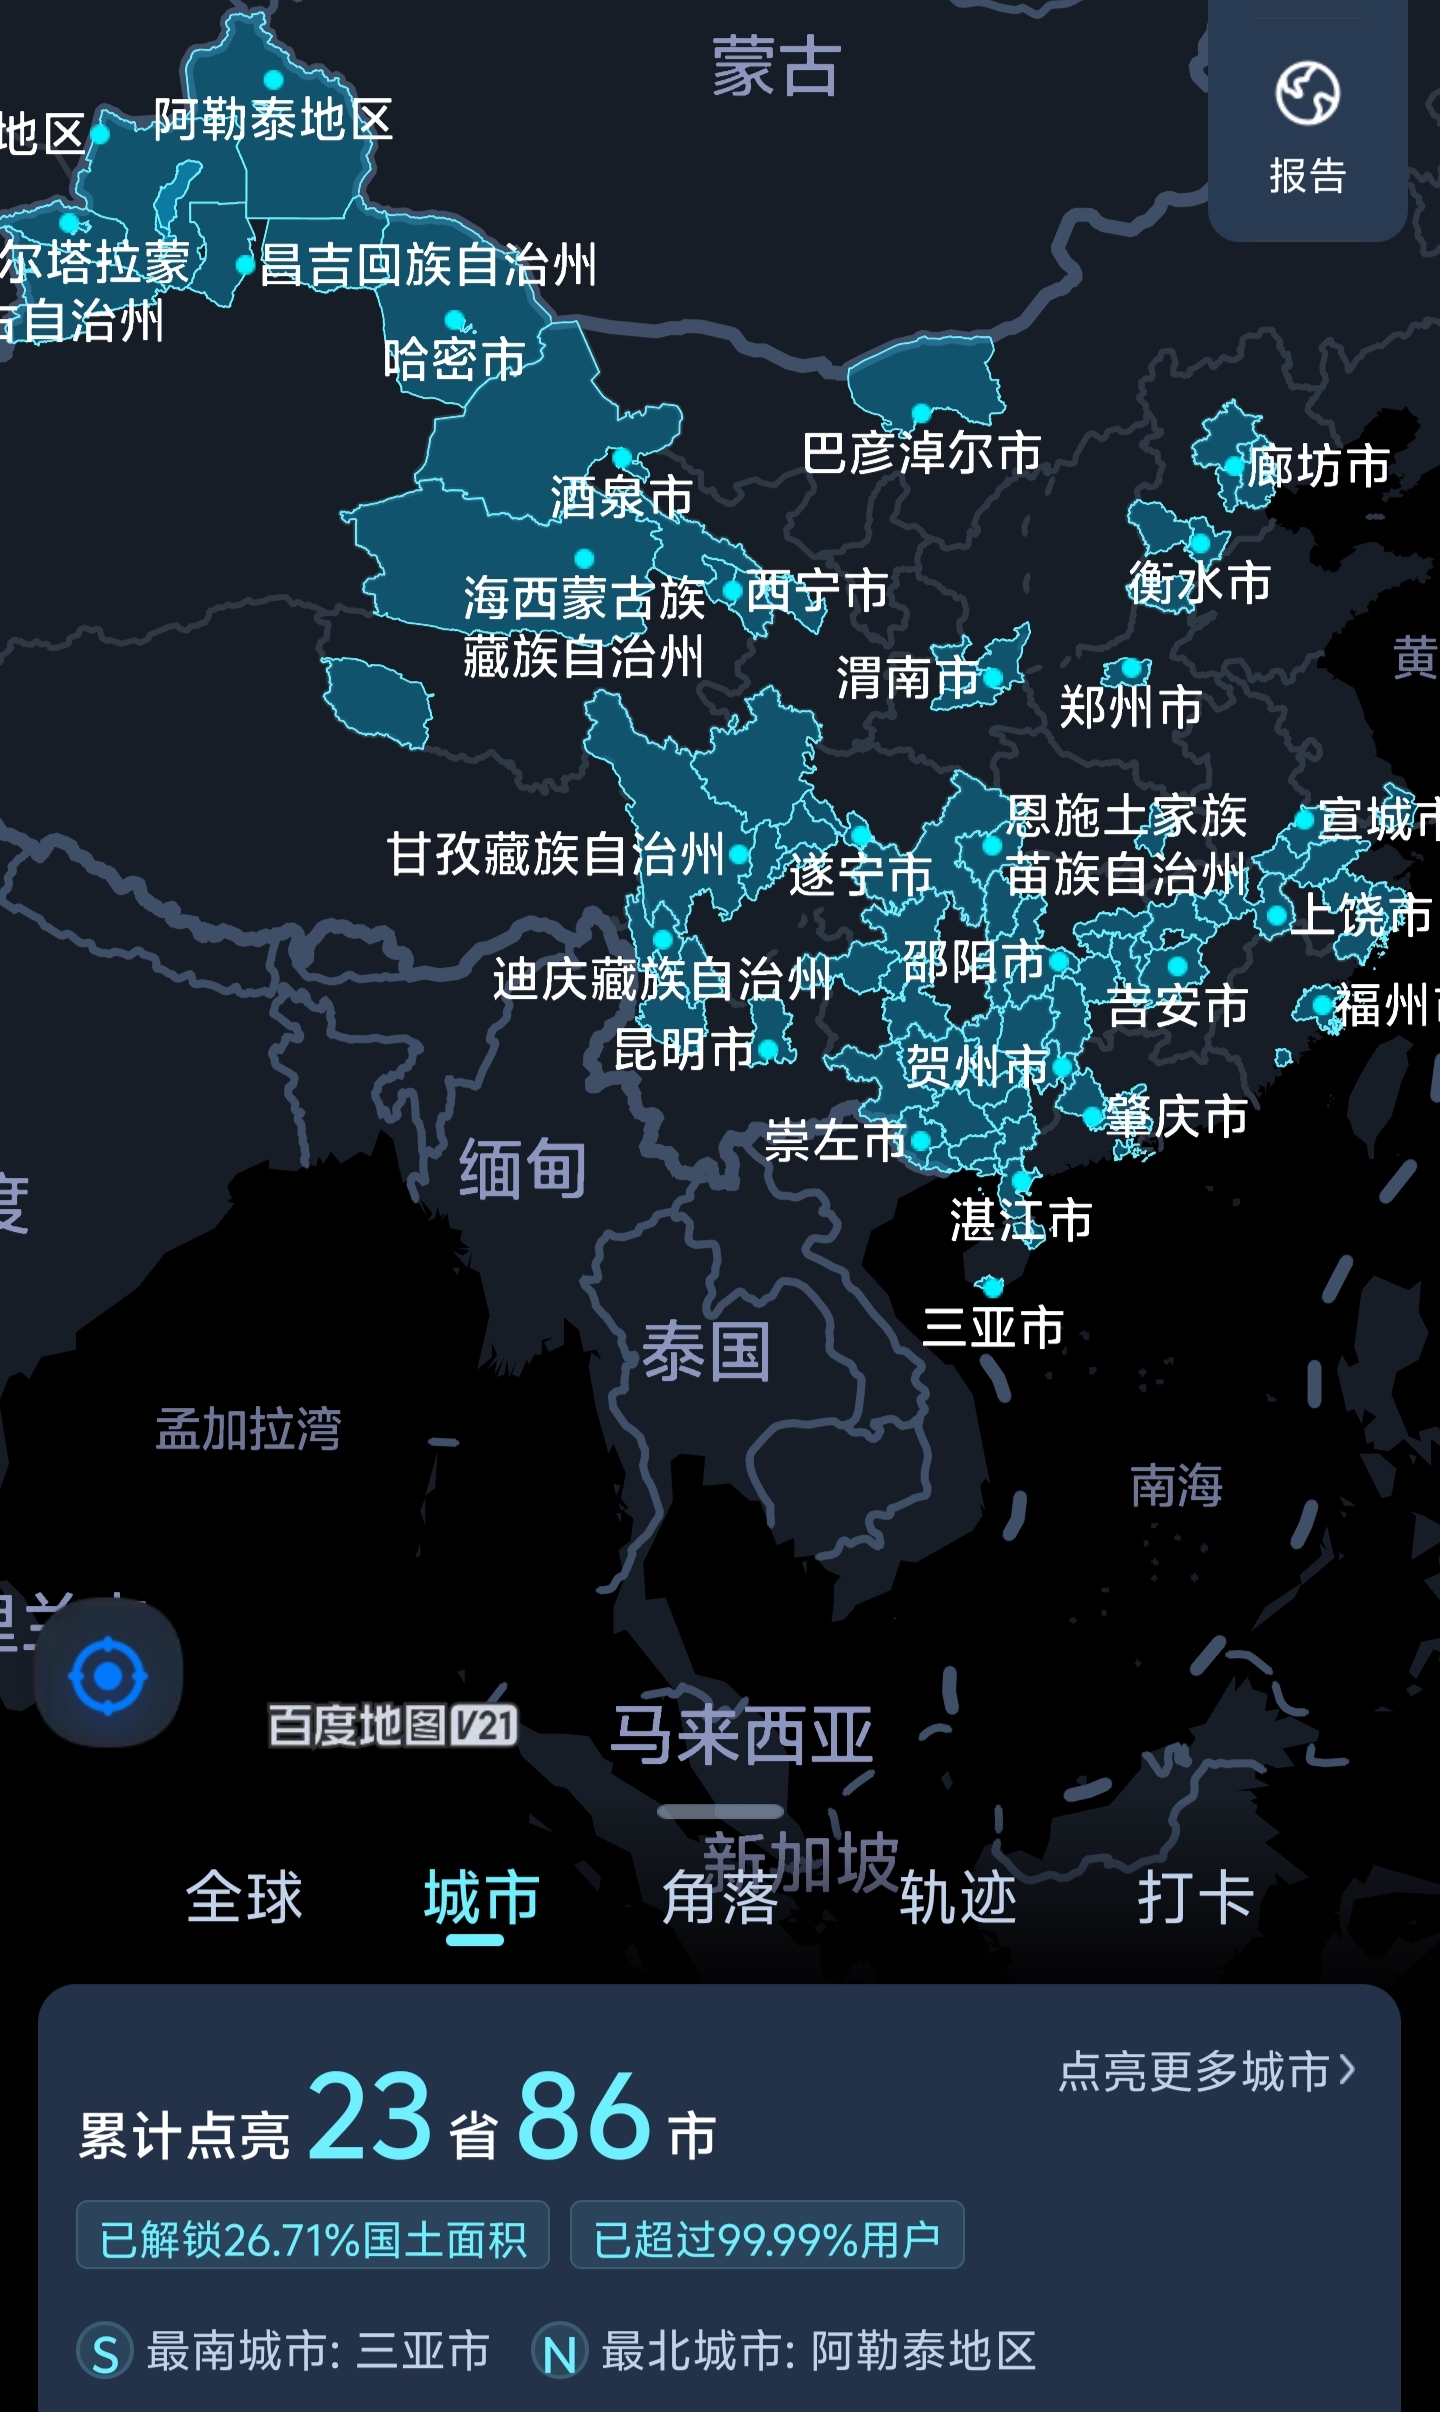 蒙古
报告
阿勒泰地区
地区
尔塔拉蒙
古自治州
昌吉回族自治州
哈密市
巴彦淖尔市
廊坊市
酒泉市
衡水市
海西蒙古族
藏族自治州
西宁市
渭南市
郑州市
黄
恩施土家族
苗族自治州
宣城市
甘孜藏族自治州
遂宁市
上饶市
邵阳市
迪庆藏族自治州
吉安市
福州市
昆明市
贺州市
肇庆市
崇左市
缅甸
度
湛江市
三亚市
泰国
孟加拉湾
南海
里兰
百度地图V21
马来西亚
新加坡
全球
城市
角落
轨迹
打卡
累计点亮23省86市
点亮更多城市>
已解锁26.71%国土面积
已超过99.99%用户
S 最南城市: 三亚市
N 最北城市: 阿勒泰地区